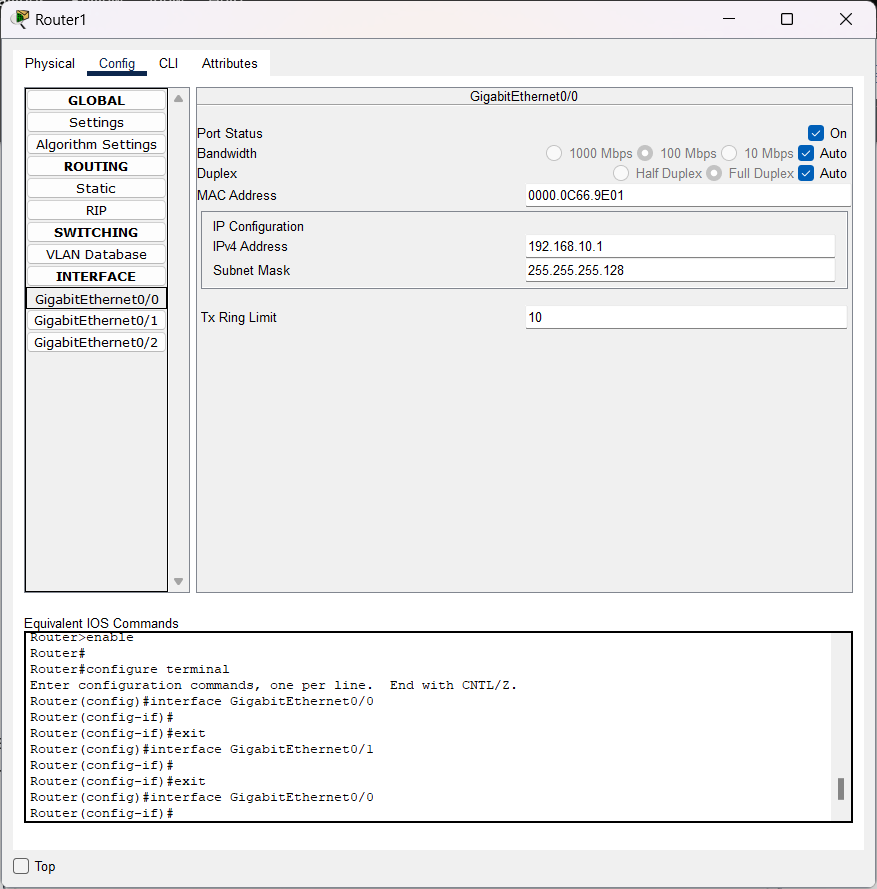 Router1
Physical Config CLI Attributes
GLOBAL
Settings
Algorithm Settings
ROUTING
Static
RIP
SWITCHING
VLAN Database
INTERFACE
GigabitEthernet0/0
GigabitEthernet0/1
GigabitEthernet0/2
GigabitEthernet0/0
Port Status On
Bandwidth 1000 Mbps 100 Mbps 10 Mbps Auto
Duplex Half Duplex Full Duplex Auto
MAC Address 0000.0C66.9E01
IP Configuration
IPv4 Address 192.168.10.1
Subnet Mask 255.255.255.128
Tx Ring Limit 10
Equivalent IOS Commands
Router>enable
Router#
Router#configure terminal
Enter configuration commands, one per line.  End with CNTL/Z.
Router(config)#interface GigabitEthernet0/0
Router(config-if)#
Router(config-if)#exit
Router(config)#interface GigabitEthernet0/1
Router(config-if)#
Router(config-if)#exit
Router(config)#interface GigabitEthernet0/0
Router(config-if)#
Top